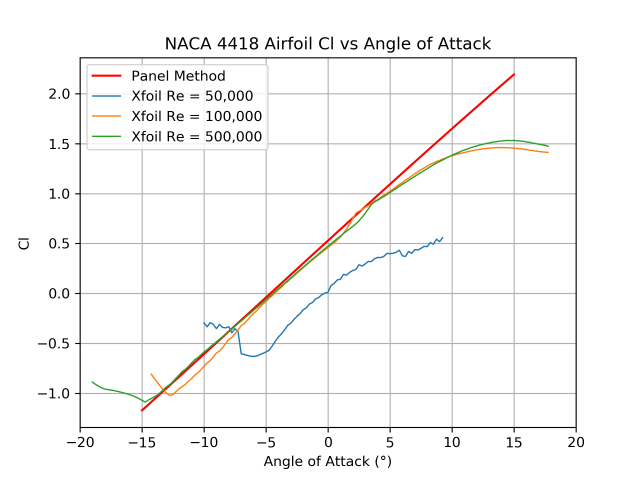 NACA 4418 Airfoil Cl vs Angle of Attack
Panel Method
Xfoil Re = 50,000
Xfoil Re = 100,000
Xfoil Re = 500,000
2.0
1.5
1.0
0.5
0.0
−0.5
−1.0
Cl
−20 −15 −10 −5 0 5 10 15 20
Angle of Attack (°)